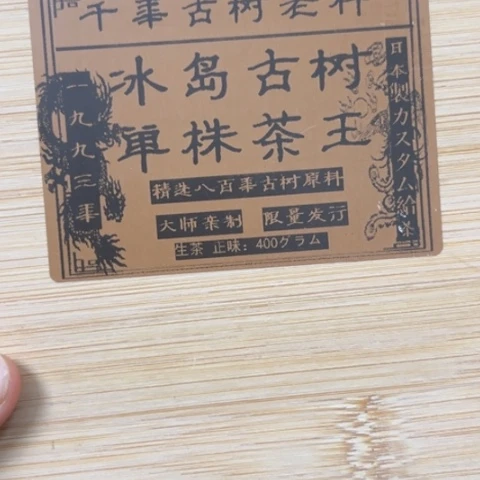 千年古树老料
冰岛古树
单株茶王
一九九三年
日本製カスタム給様
精选八百年古树原料
大师亲制 限量发行
生茶 正味：400グラム